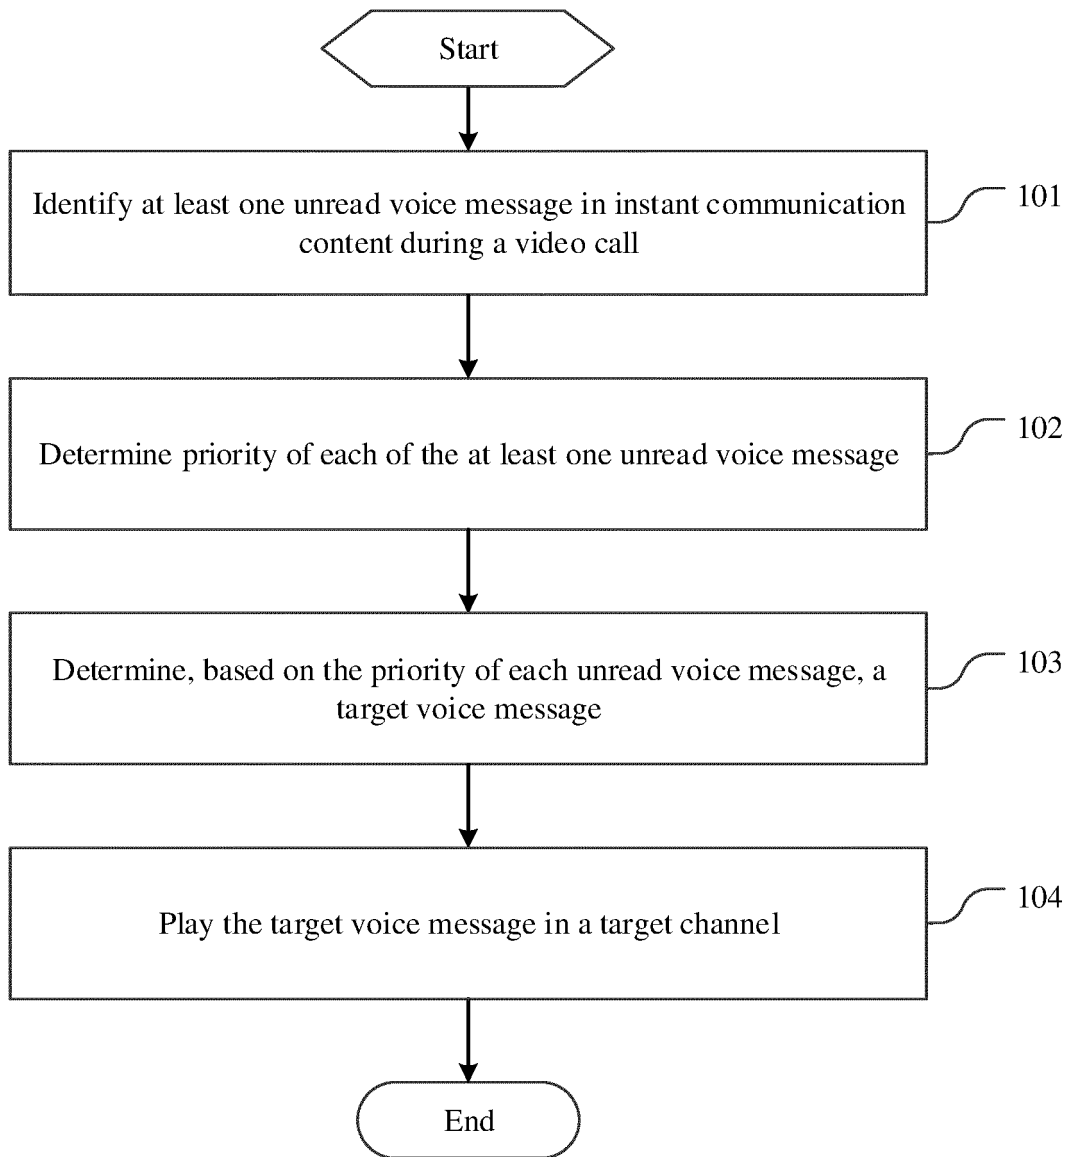 Start
Identify at least one unread voice message in instant communication
content during a video call
101
Determine priority of each of the at least one unread voice message
102
Determine, based on the priority of each unread voice message, a
target voice message
103
Play the target voice message in a target channel
104
End